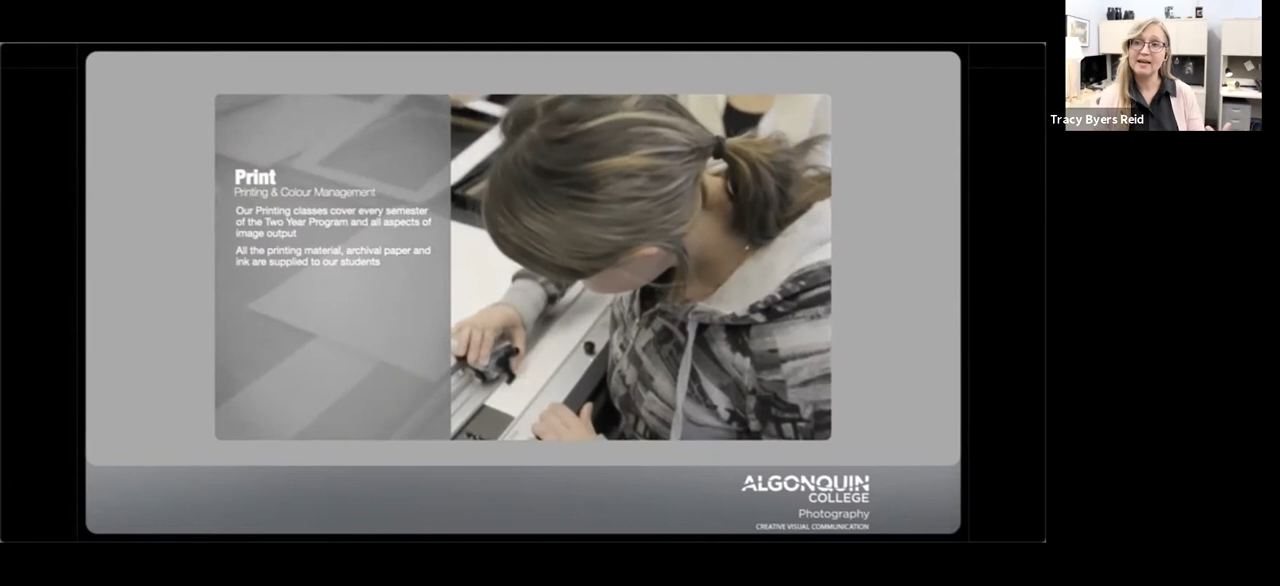 Tracy Byers Reid
Print
Printing & Colour Management
Our Printing classes cover every semester
of the Two Year Program and all aspects of
image output
All the printing material, archival paper and
ink are supplied to our students
ALGONQUIN
COLLEGE
Photography
CREATIVE VISUAL COMMUNICATION